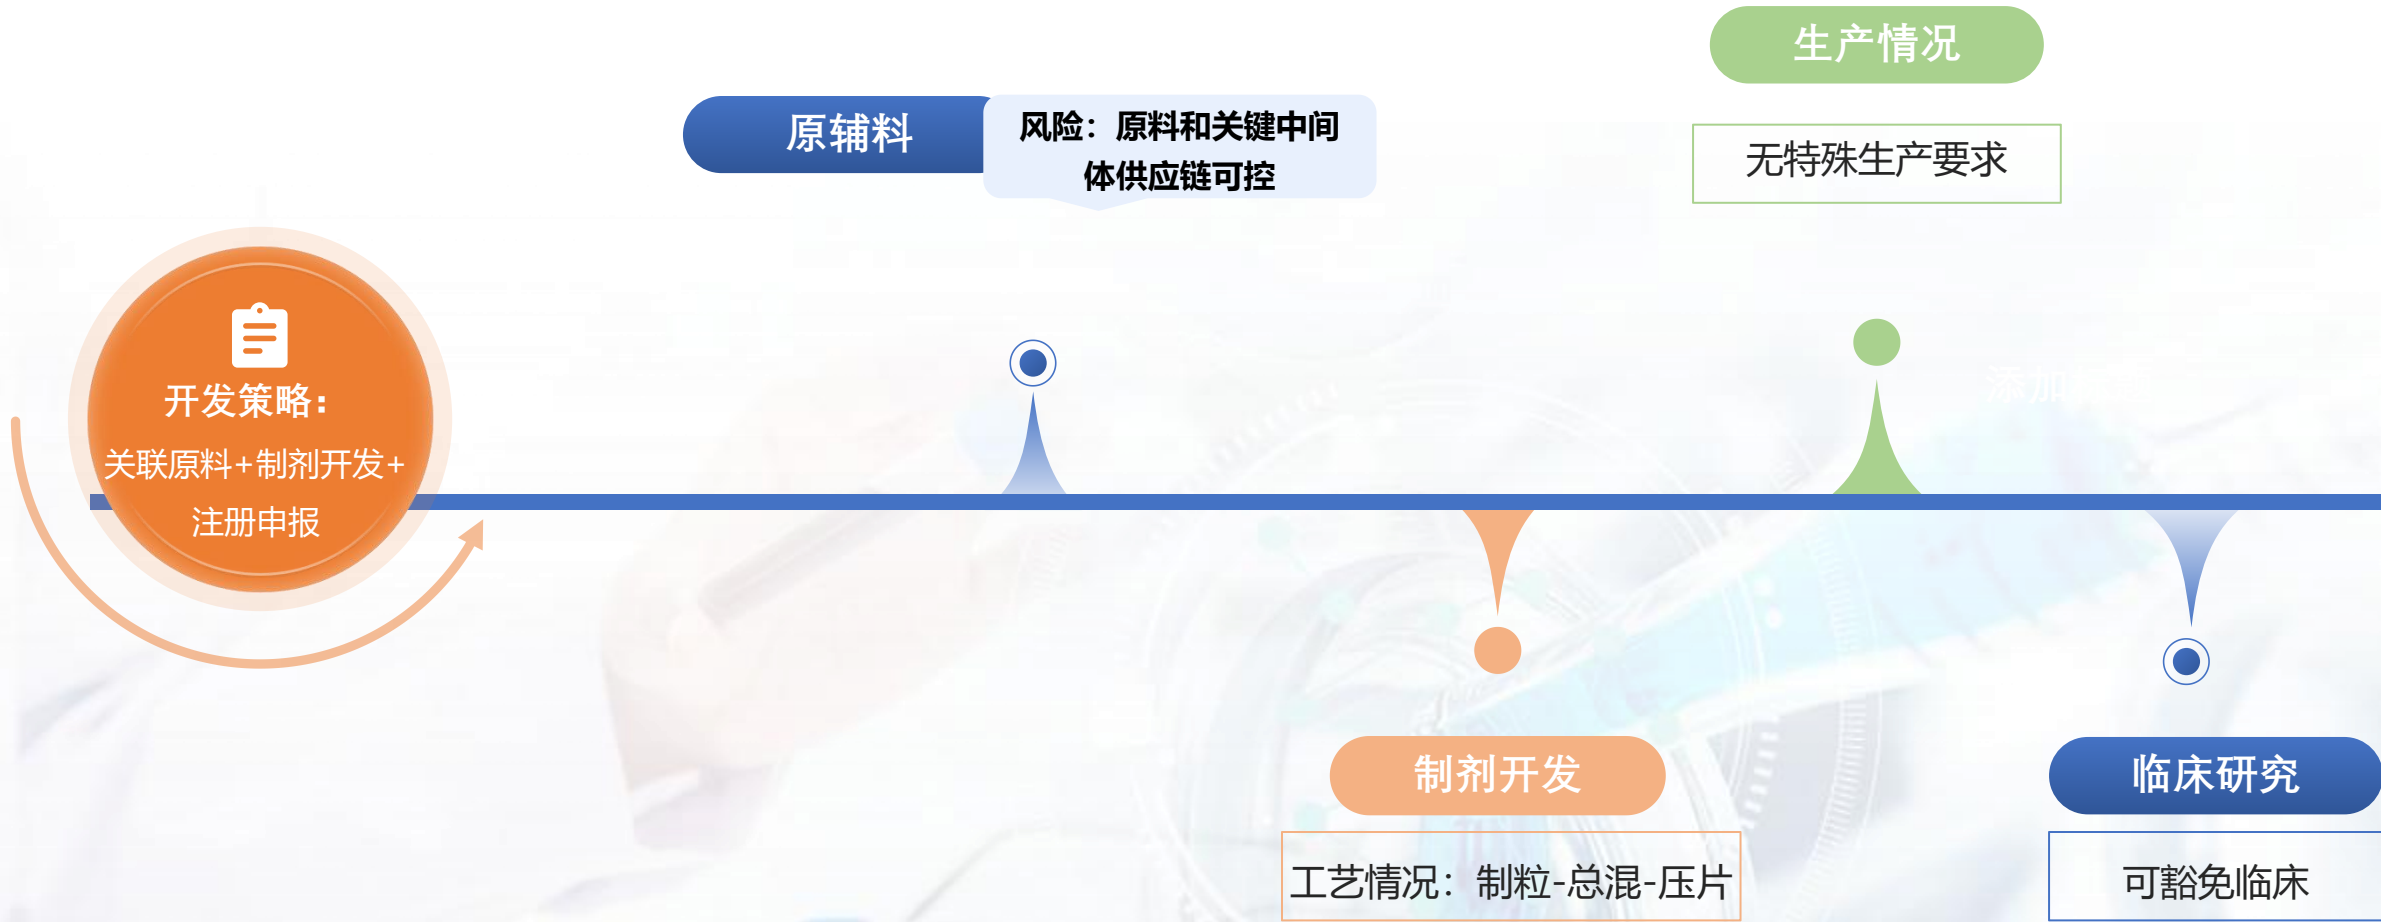 生产情况
原辅料
风险：原料和关键中间
体供应链可控
无特殊生产要求
开发策略：
关联原料+制剂开发+
注册申报
添加
制剂开发
工艺情况：制粒-总混-压片
临床研究
可豁免临床